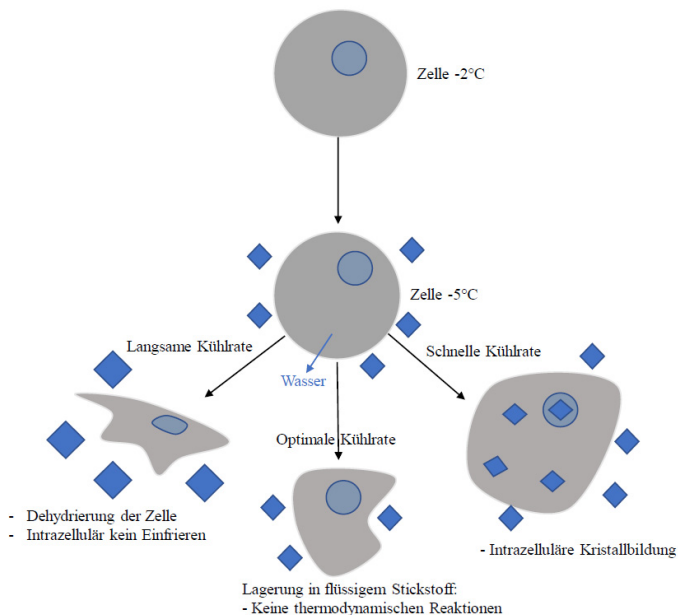 Zelle -2°C
Zelle -5°C
Langsame Kühlrate
Schnelle Kühlrate
Wasser
Optimale Kühlrate
- Dehydrierung der Zelle
- Intrazellulär kein Einfrieren
- Intrazelluläre Kristallbildung
Lagerung in flüssigem Stickstoff:
- Keine thermodynamischen Reaktionen